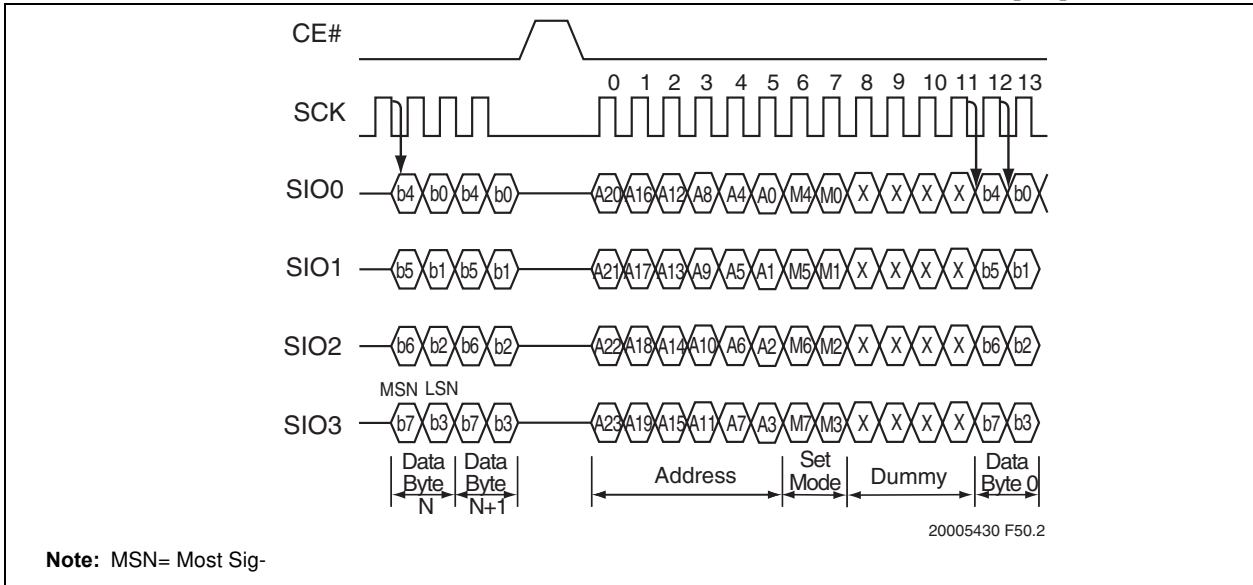 CE#
0 1 2 3 4 5 6 7 8 9 10 11 12 13
SCK
SIO0 b4 b0 b4 b0 A20 A16 A12 A8 A4 A0 M4 M0 X X X X b4 b0
SIO1 b5 b1 b5 b1 A21 A17 A13 A9 A5 A1 M5 M1 X X X X b5 b1
SIO2 b6 b2 b6 b2 A22 A18 A14 A10 A6 A2 M6 M2 X X X X b6 b2
MSN LSN
SIO3 b7 b3 b7 b3 A23 A19 A15 A11 A7 A3 M7 M3 X X X X b7 b3
Data Byte N
Data Byte N+1
Address
Set Mode
Dummy
Data Byte 0
20005430 F50.2
Note: MSN= Most Sig-